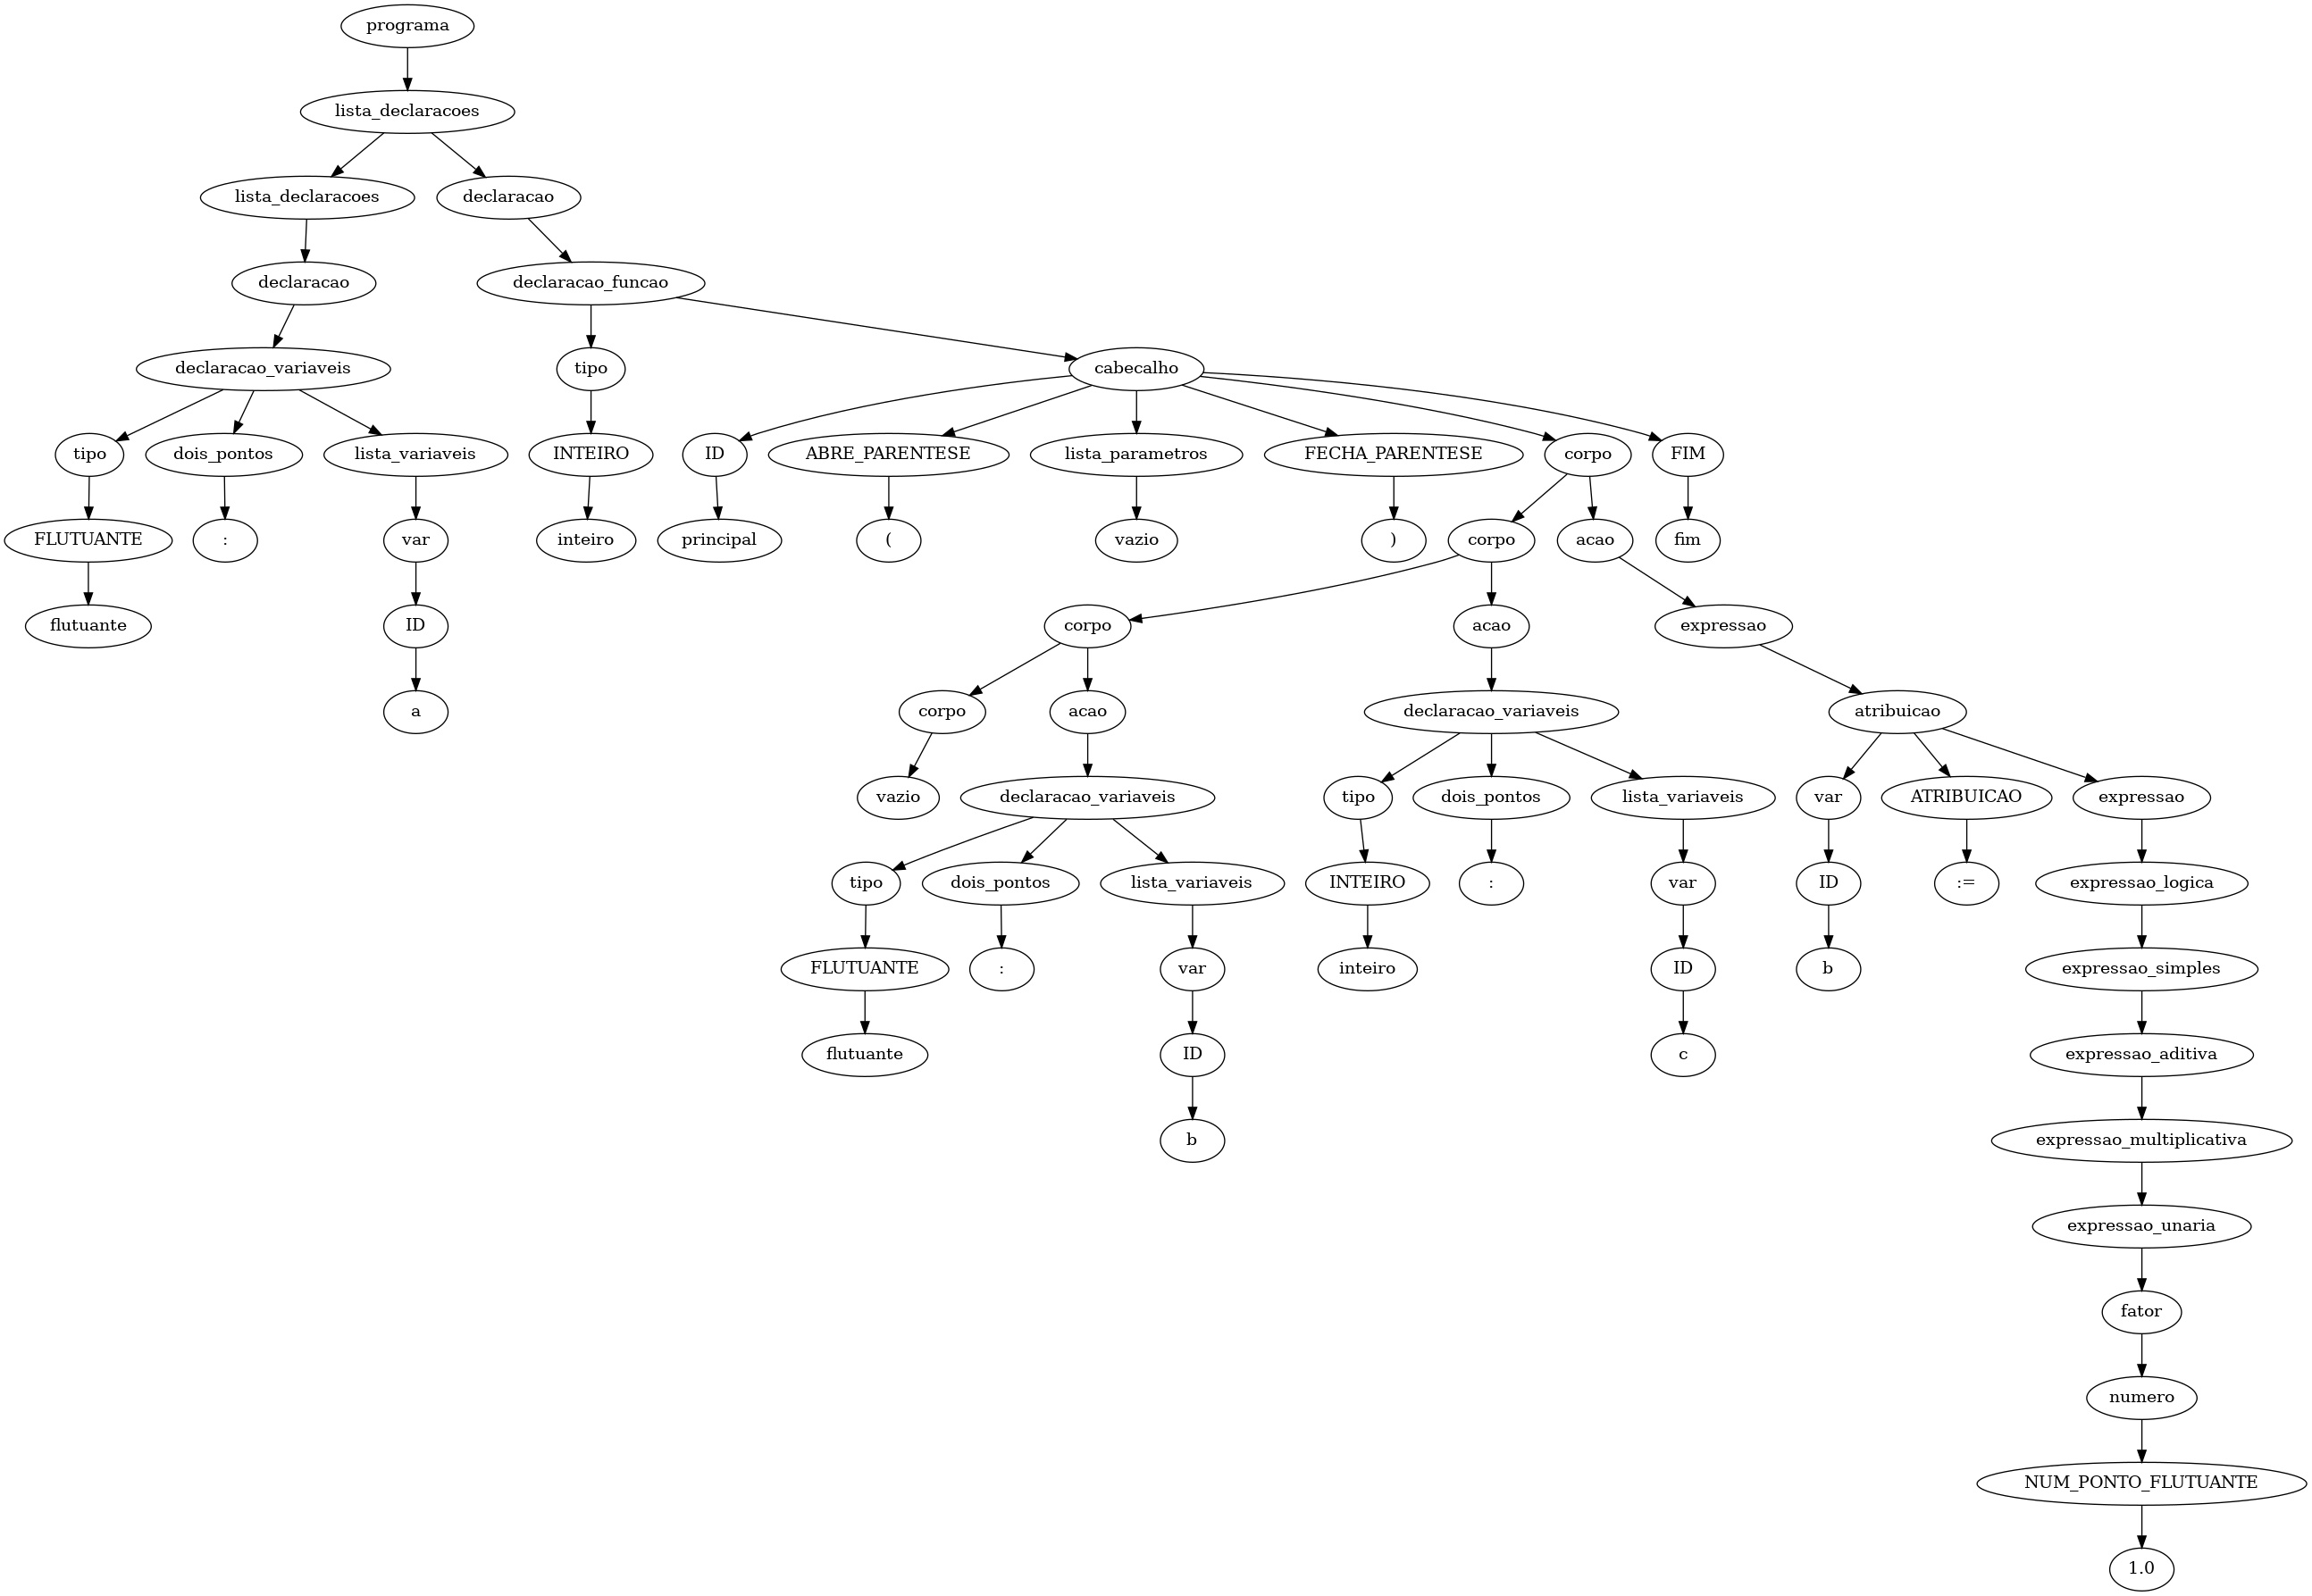 programa
lista_declaracoes
lista_declaracoes declaracao
declaracao declaracao_funcao
declaracao_variaveis tipo cabecalho
tipo dois_pontos lista_variaveis INTEIRO ID ABRE_PARENTESE lista_parametros FECHA_PARENTESE corpo FIM
FLUTUANTE : var inteiro principal ( vazio ) corpo acao fim
flutuante ID corpo acao expressao
a corpo acao declaracao_variaveis atribuicao
vazio declaracao_variaveis tipo dois_pontos lista_variaveis var ATRIBUICAO expressao
tipo dois_pontos lista_variaveis INTEIRO : var ID := expressao_logica
FLUTUANTE : var inteiro ID b expressao_simples
flutuante ID c expressao_aditiva
b expressao_multiplicativa
expressao_unaria
fator
numero
NUM_PONTO_FLUTUANTE
1.0